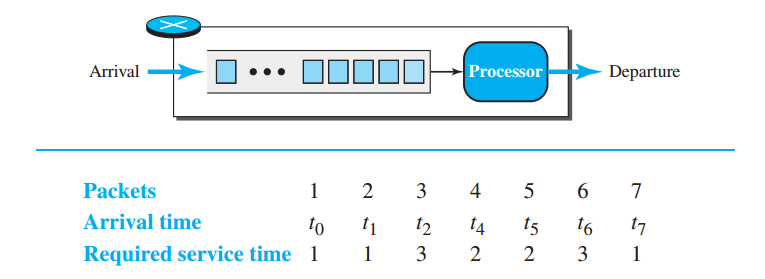 Arrival Processor Departure
Packets 1 2 3 4 5 6 7
Arrival time t0 t1 t2 t4 t5 t6 t7
Required service time 1 1 3 2 2 3 1